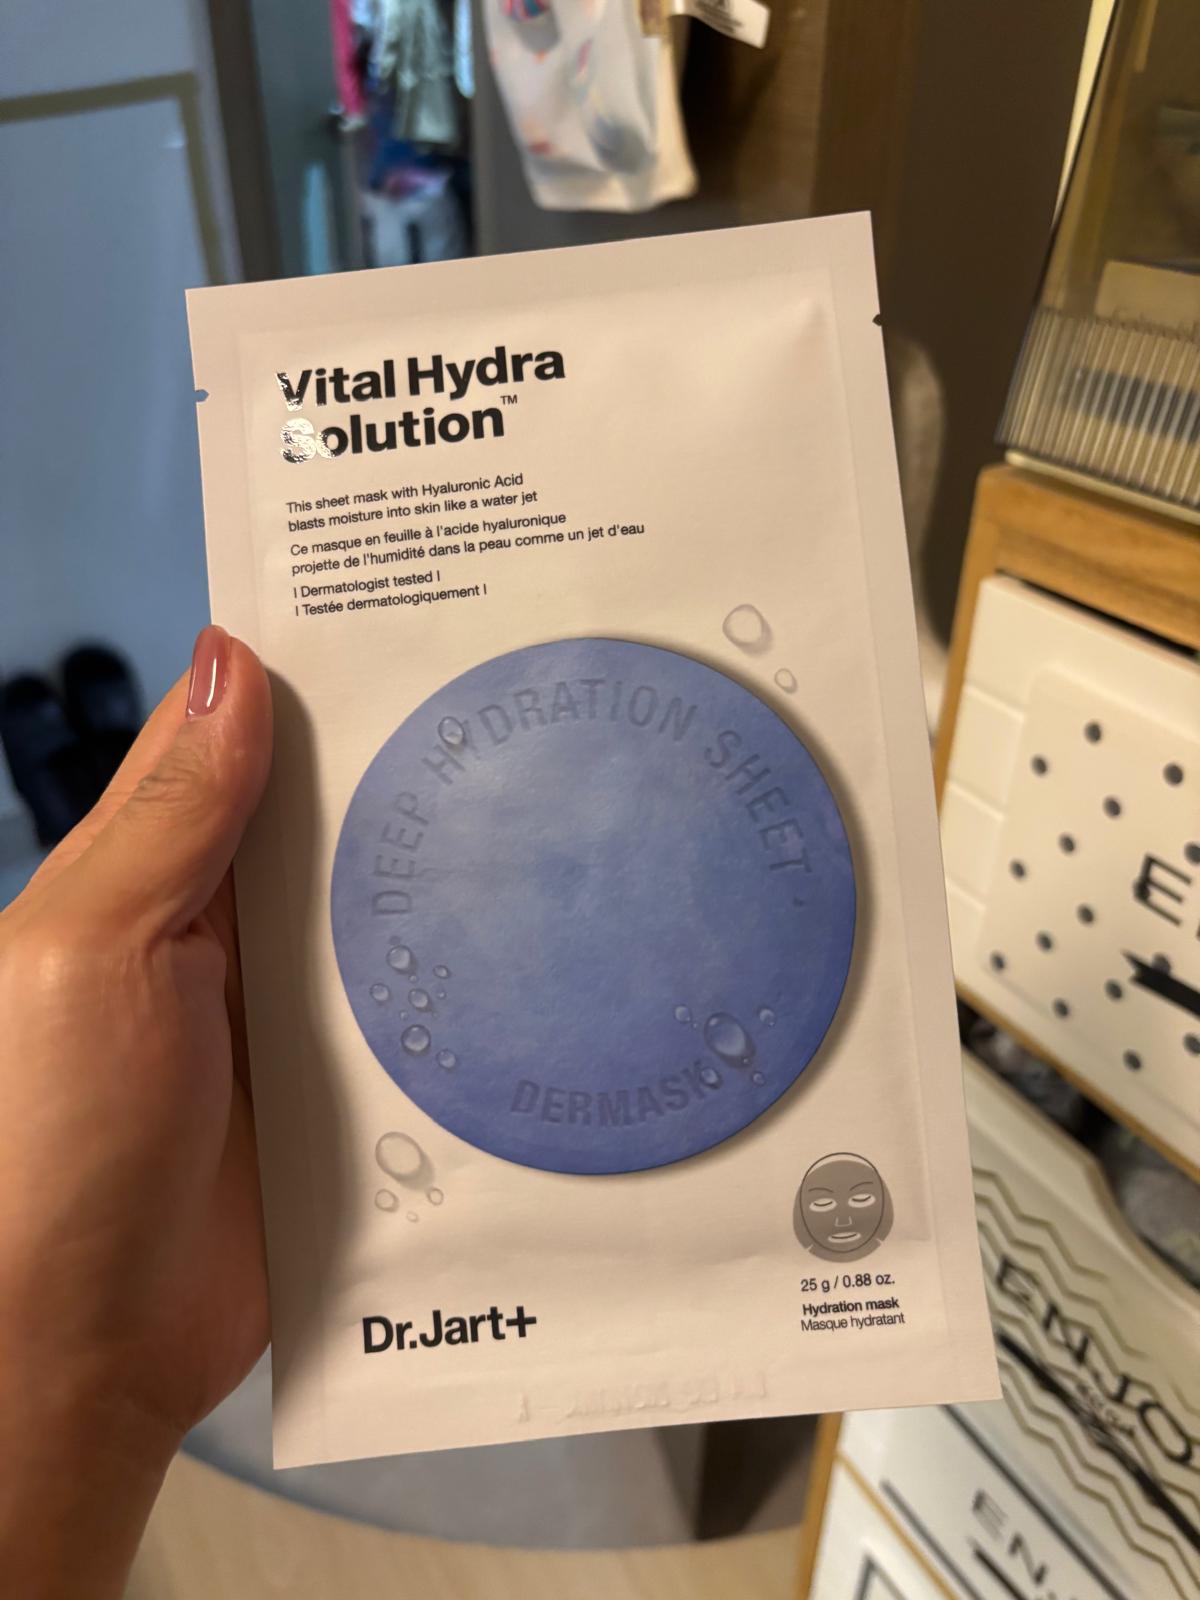 Vital Hydra
Solution™
This sheet mask with Hyaluronic Acid
blasts moisture into skin like a water jet
Ce masque en feuille à l'acide hyaluronique
projette de l'humidité dans la peau comme un jet d'eau
| Dermatologist tested |
| Testée dermatologiquement |
• DEEP HYDRATION SHEET •
DERMASK
25 g / 0.88 oz.
Hydration mask
Masque hydratant
Dr.Jart+